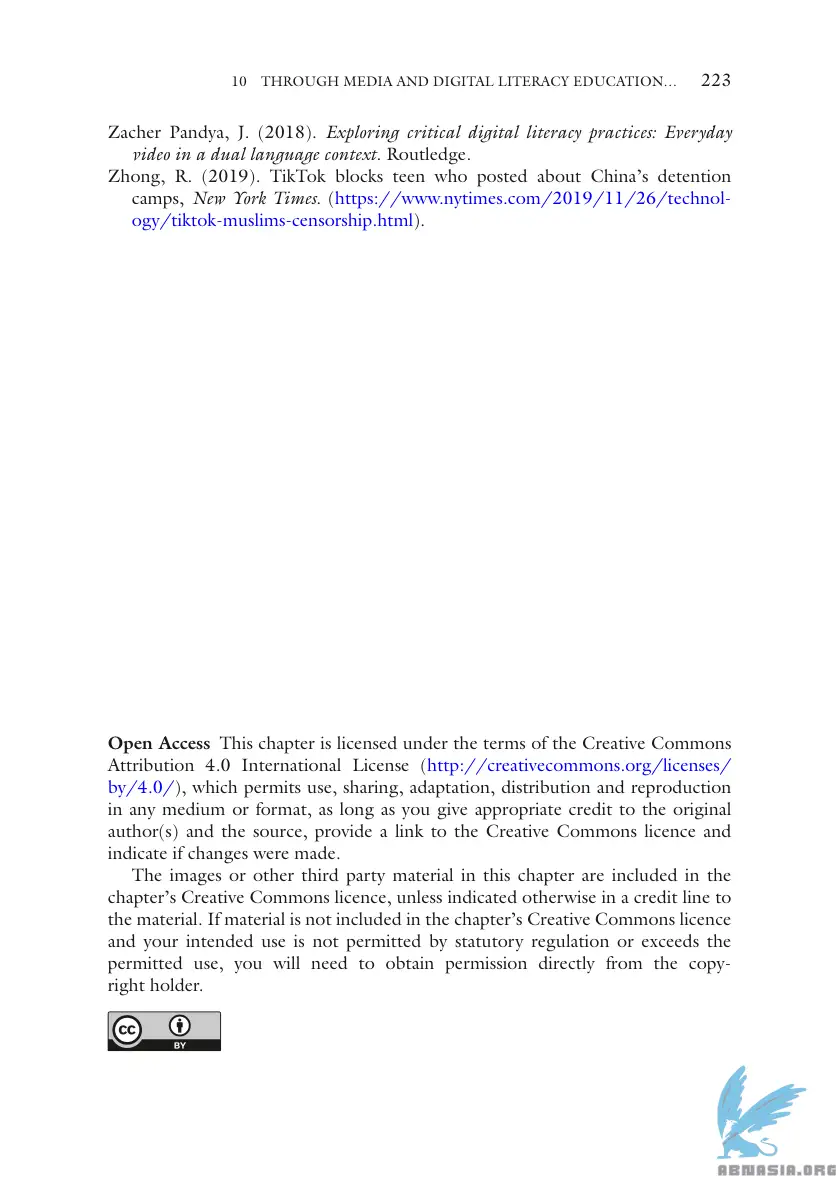 10 THROUGH MEDIA AND DIGITAL LITERACY EDUCATION… 223
Zacher Pandya, J. (2018). Exploring critical digital literacy practices: Everyday
video in a dual language context. Routledge.
Zhong, R. (2019). TikTok blocks teen who posted about China’s detention
camps, New York Times. (https://www.nytimes.com/2019/11/26/technol-
ogy/tiktok-muslims-censorship.html).
Open Access This chapter is licensed under the terms of the Creative Commons
Attribution 4.0 International License (http://creativecommons.org/licenses/
by/4.0/), which permits use, sharing, adaptation, distribution and reproduction
in any medium or format, as long as you give appropriate credit to the original
author(s) and the source, provide a link to the Creative Commons licence and
indicate if changes were made.
The images or other third party material in this chapter are included in the
chapter’s Creative Commons licence, unless indicated otherwise in a credit line to
the material. If material is not included in the chapter’s Creative Commons licence
and your intended use is not permitted by statutory regulation or exceeds the
permitted use, you will need to obtain permission directly from the copy-
right holder.
cc
BY
ABNASIA.ORG